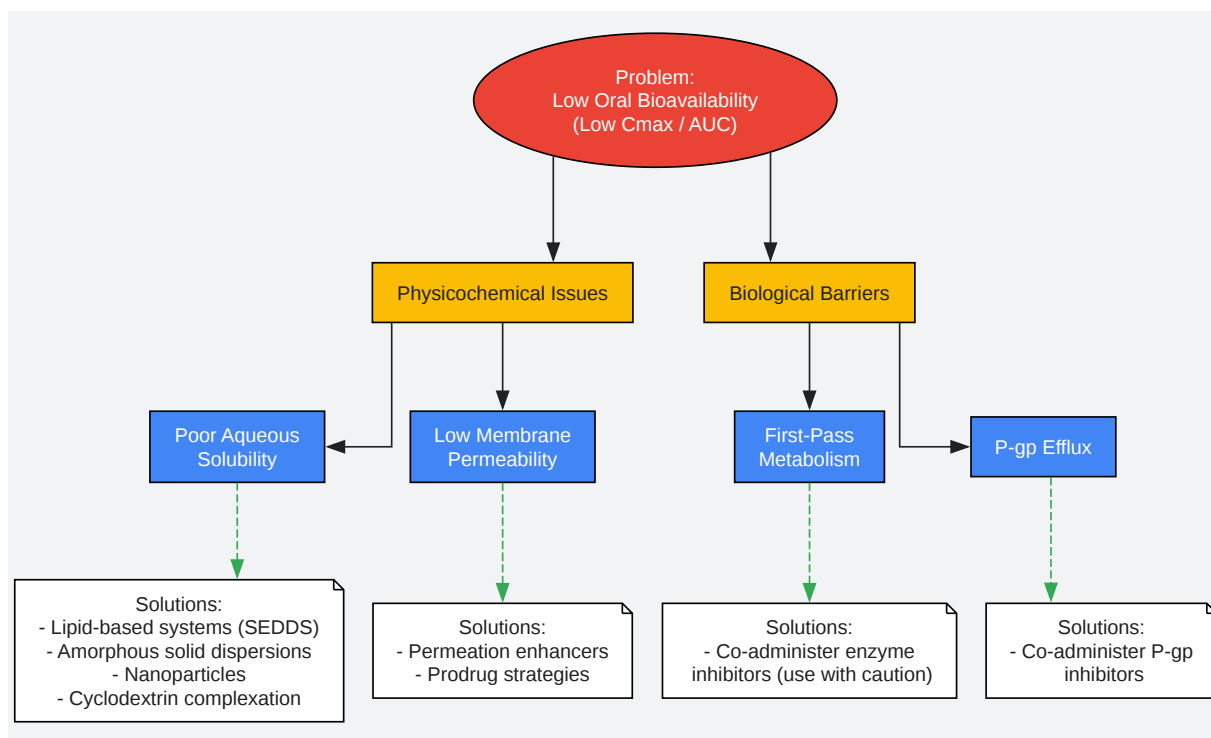 Problem:
Low Oral Bioavailability
(Low Cmax / AUC)
Physicochemical Issues
Biological Barriers
Poor Aqueous
Solubility
Low Membrane
Permeability
First-Pass
Metabolism
P-gp Efflux
Solutions:
- Lipid-based systems (SEDDS)
- Amorphous solid dispersions
- Nanoparticles
- Cyclodextrin complexation
Solutions:
- Permeation enhancers
- Prodrug strategies
Solutions:
- Co-administer enzyme
inhibitors (use with caution)
Solutions:
- Co-administer P-gp
inhibitors